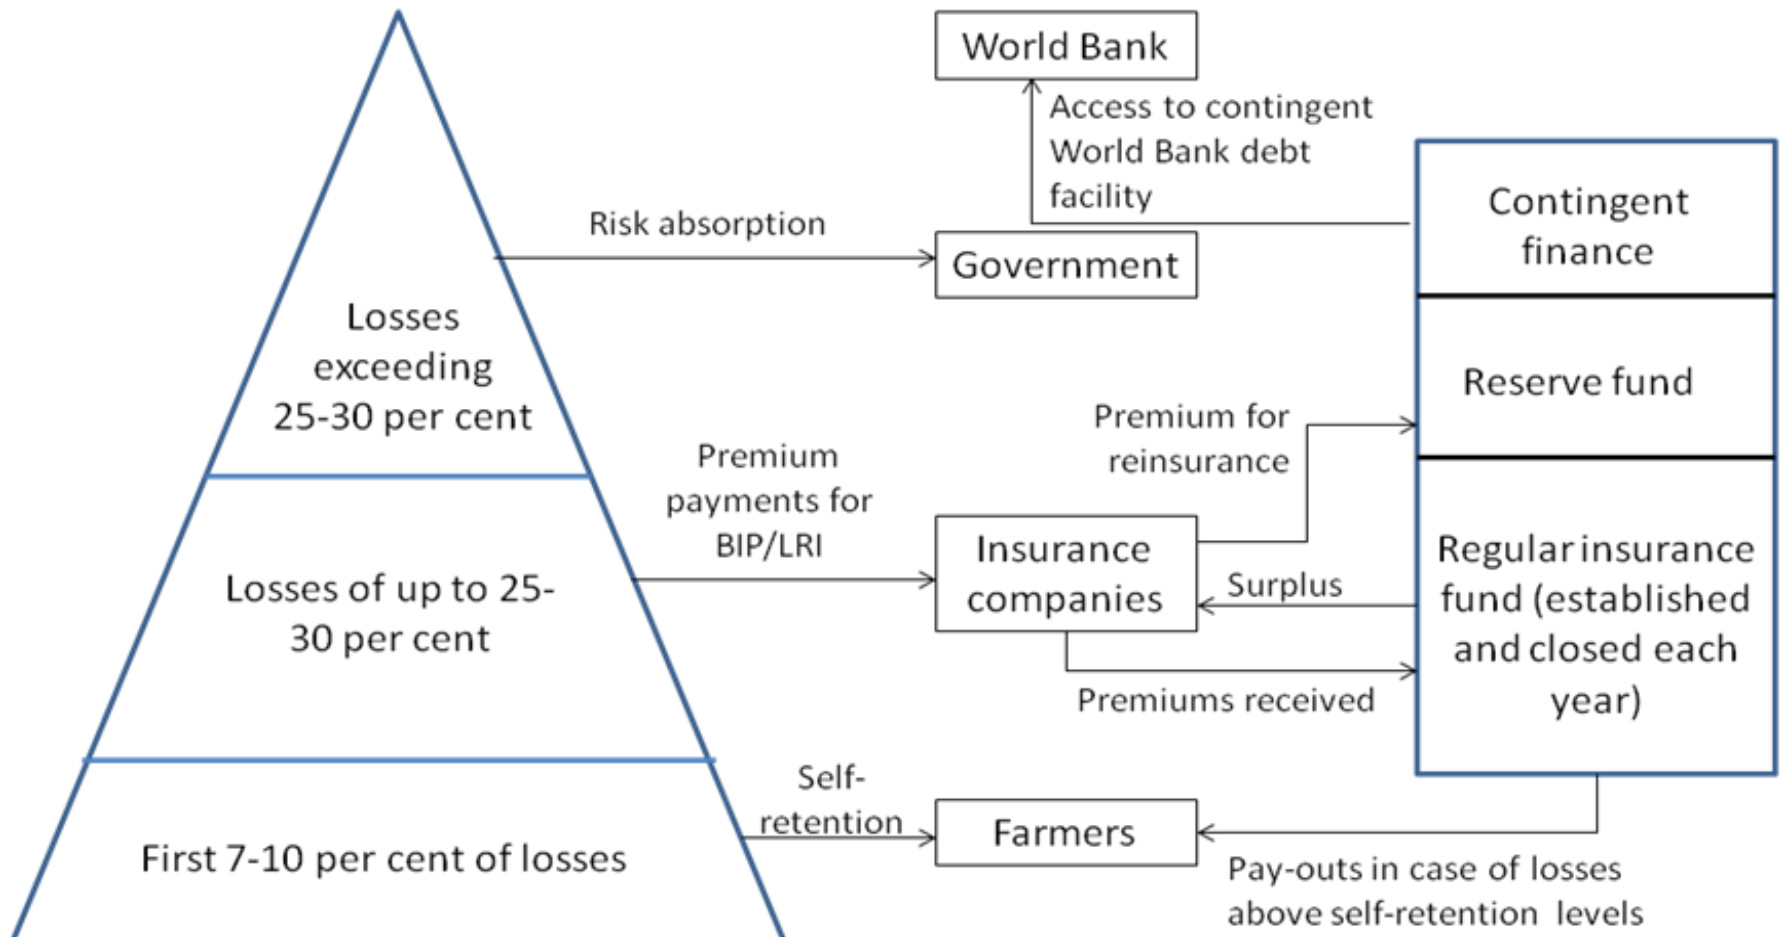 World Bank
Access to contingent
World Bank debt
facility
Contingent
finance
Risk absorption
Government
Losses
exceeding
25-30 per cent
Reserve fund
Premium for
reinsurance
Premium
payments for
BIP/LRI
Insurance
companies
Regular insurance
fund (established
and closed each
year)
Surplus
Losses of up to 25-
30 per cent
Premiums received
Self-
retention
Farmers
First 7-10 per cent of losses
Pay-outs in case of losses
above self-retention levels